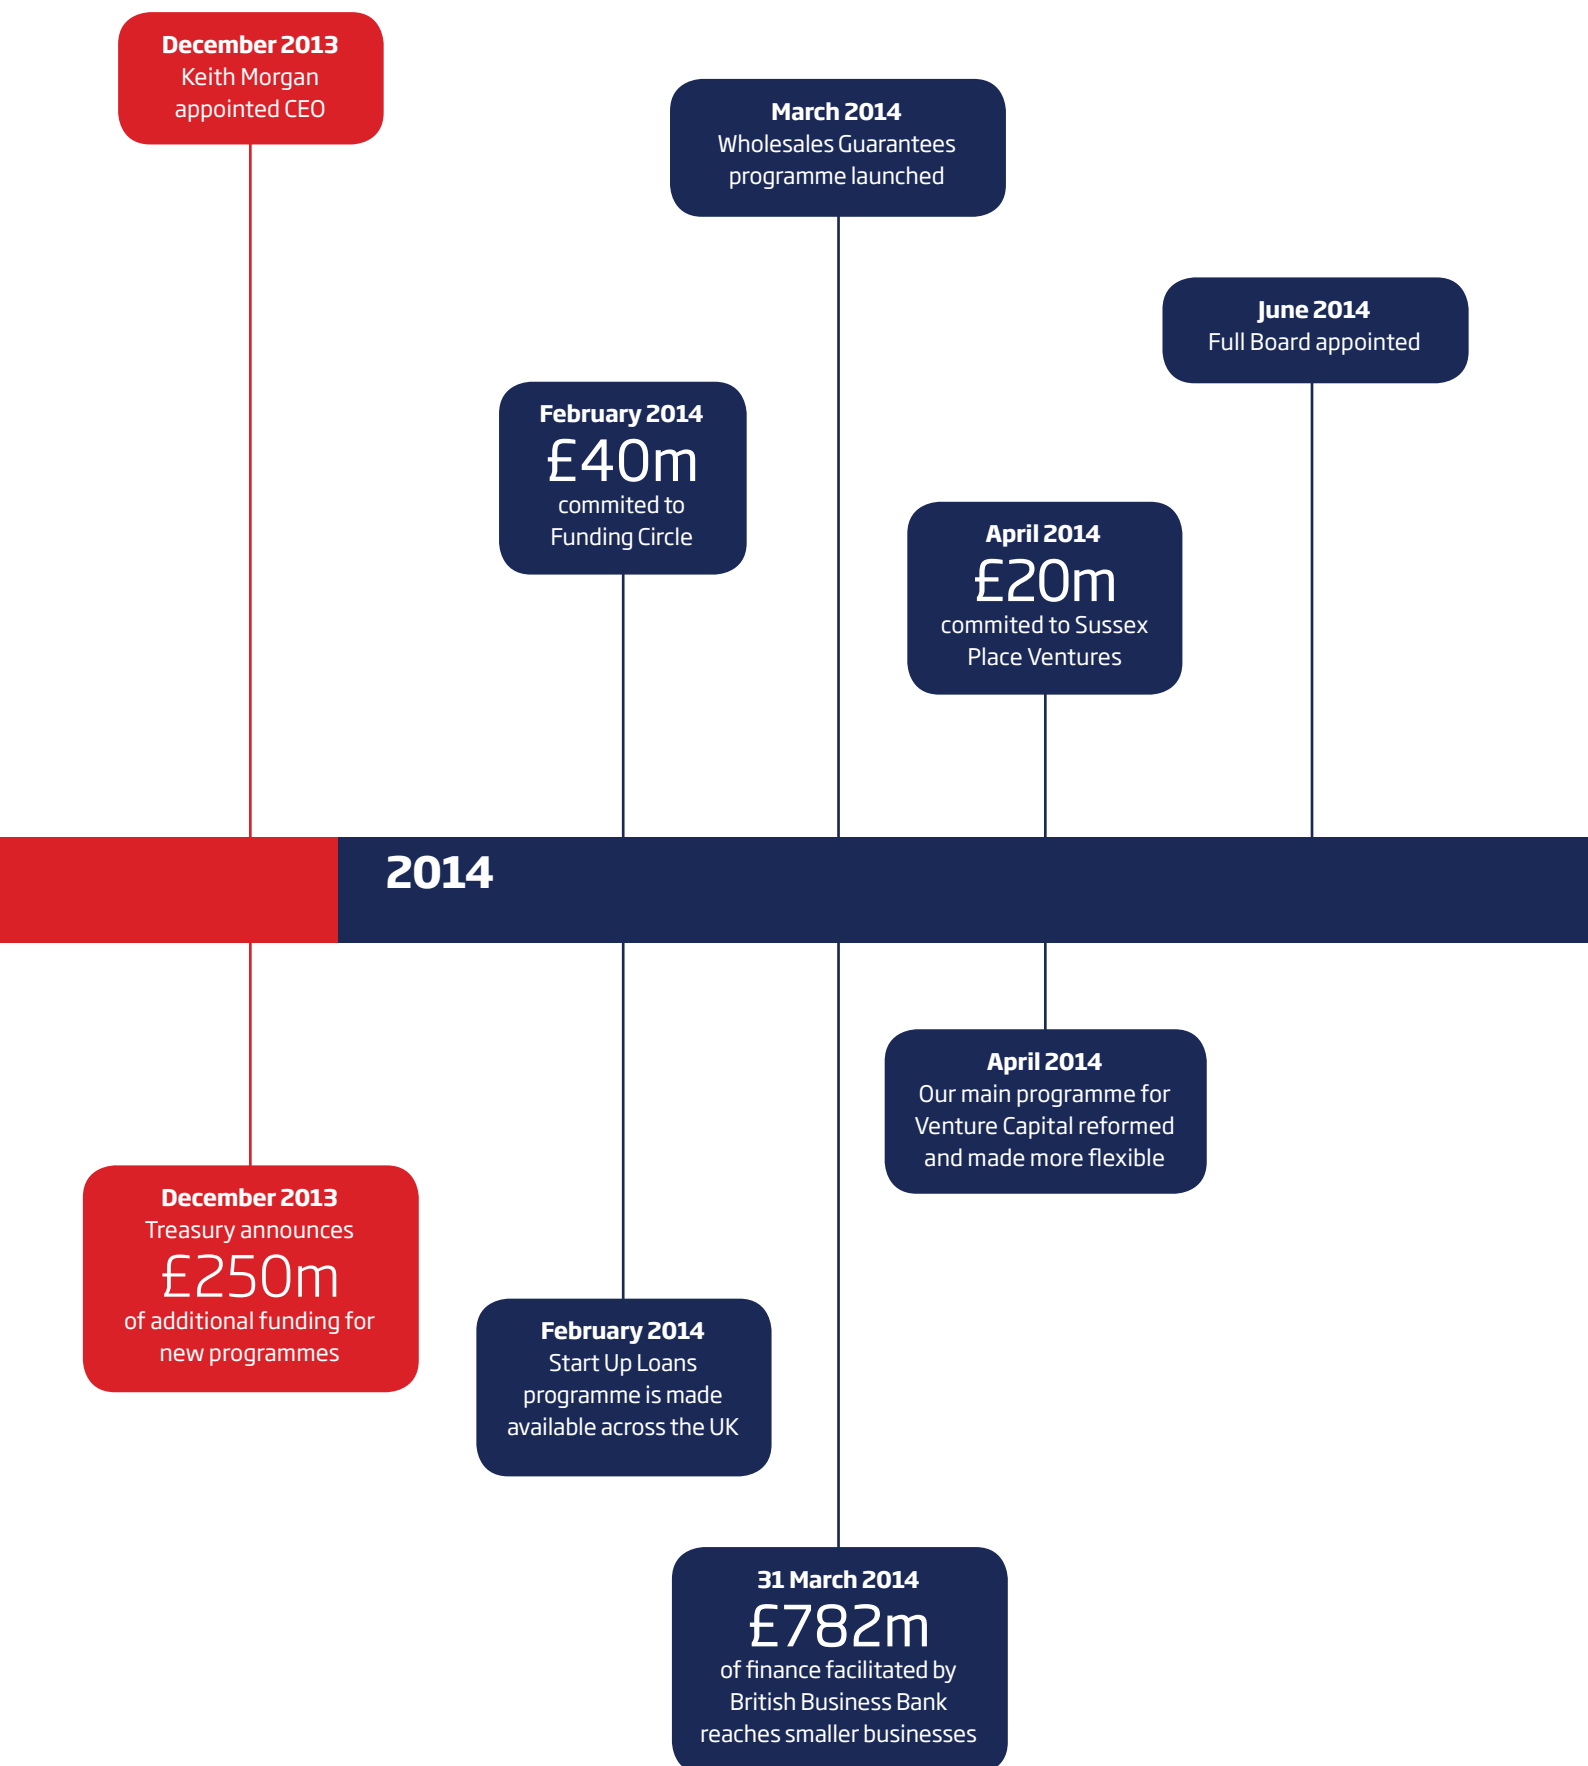 December 2013
Keith Morgan
appointed CEO
March 2014
Wholesales Guarantees
programme launched
June 2014
Full Board appointed
February 2014
£40m
commited to
Funding Circle
April 2014
£20m
commited to Sussex
Place Ventures
2014
April 2014
Our main programme for
Venture Capital reformed
and made more flexible
December 2013
Treasury announces
£250m
of additional funding for
new programmes
February 2014
Start Up Loans
programme is made
available across the UK
31 March 2014
£782m
of finance facilitated by
British Business Bank
reaches smaller businesses